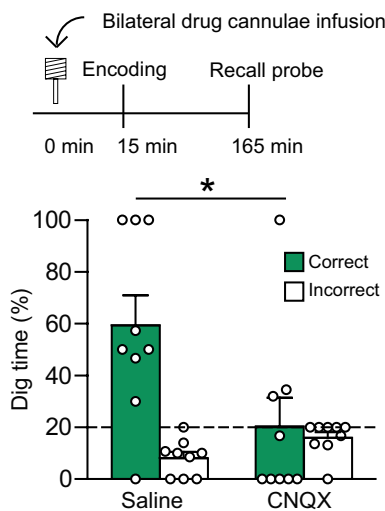 Bilateral drug cannulae infusion
Encoding
Recall probe
0 min
15 min
165 min
*
Dig time (%)
100
80
60
40
20
0
Correct
Incorrect
Saline
CNQX